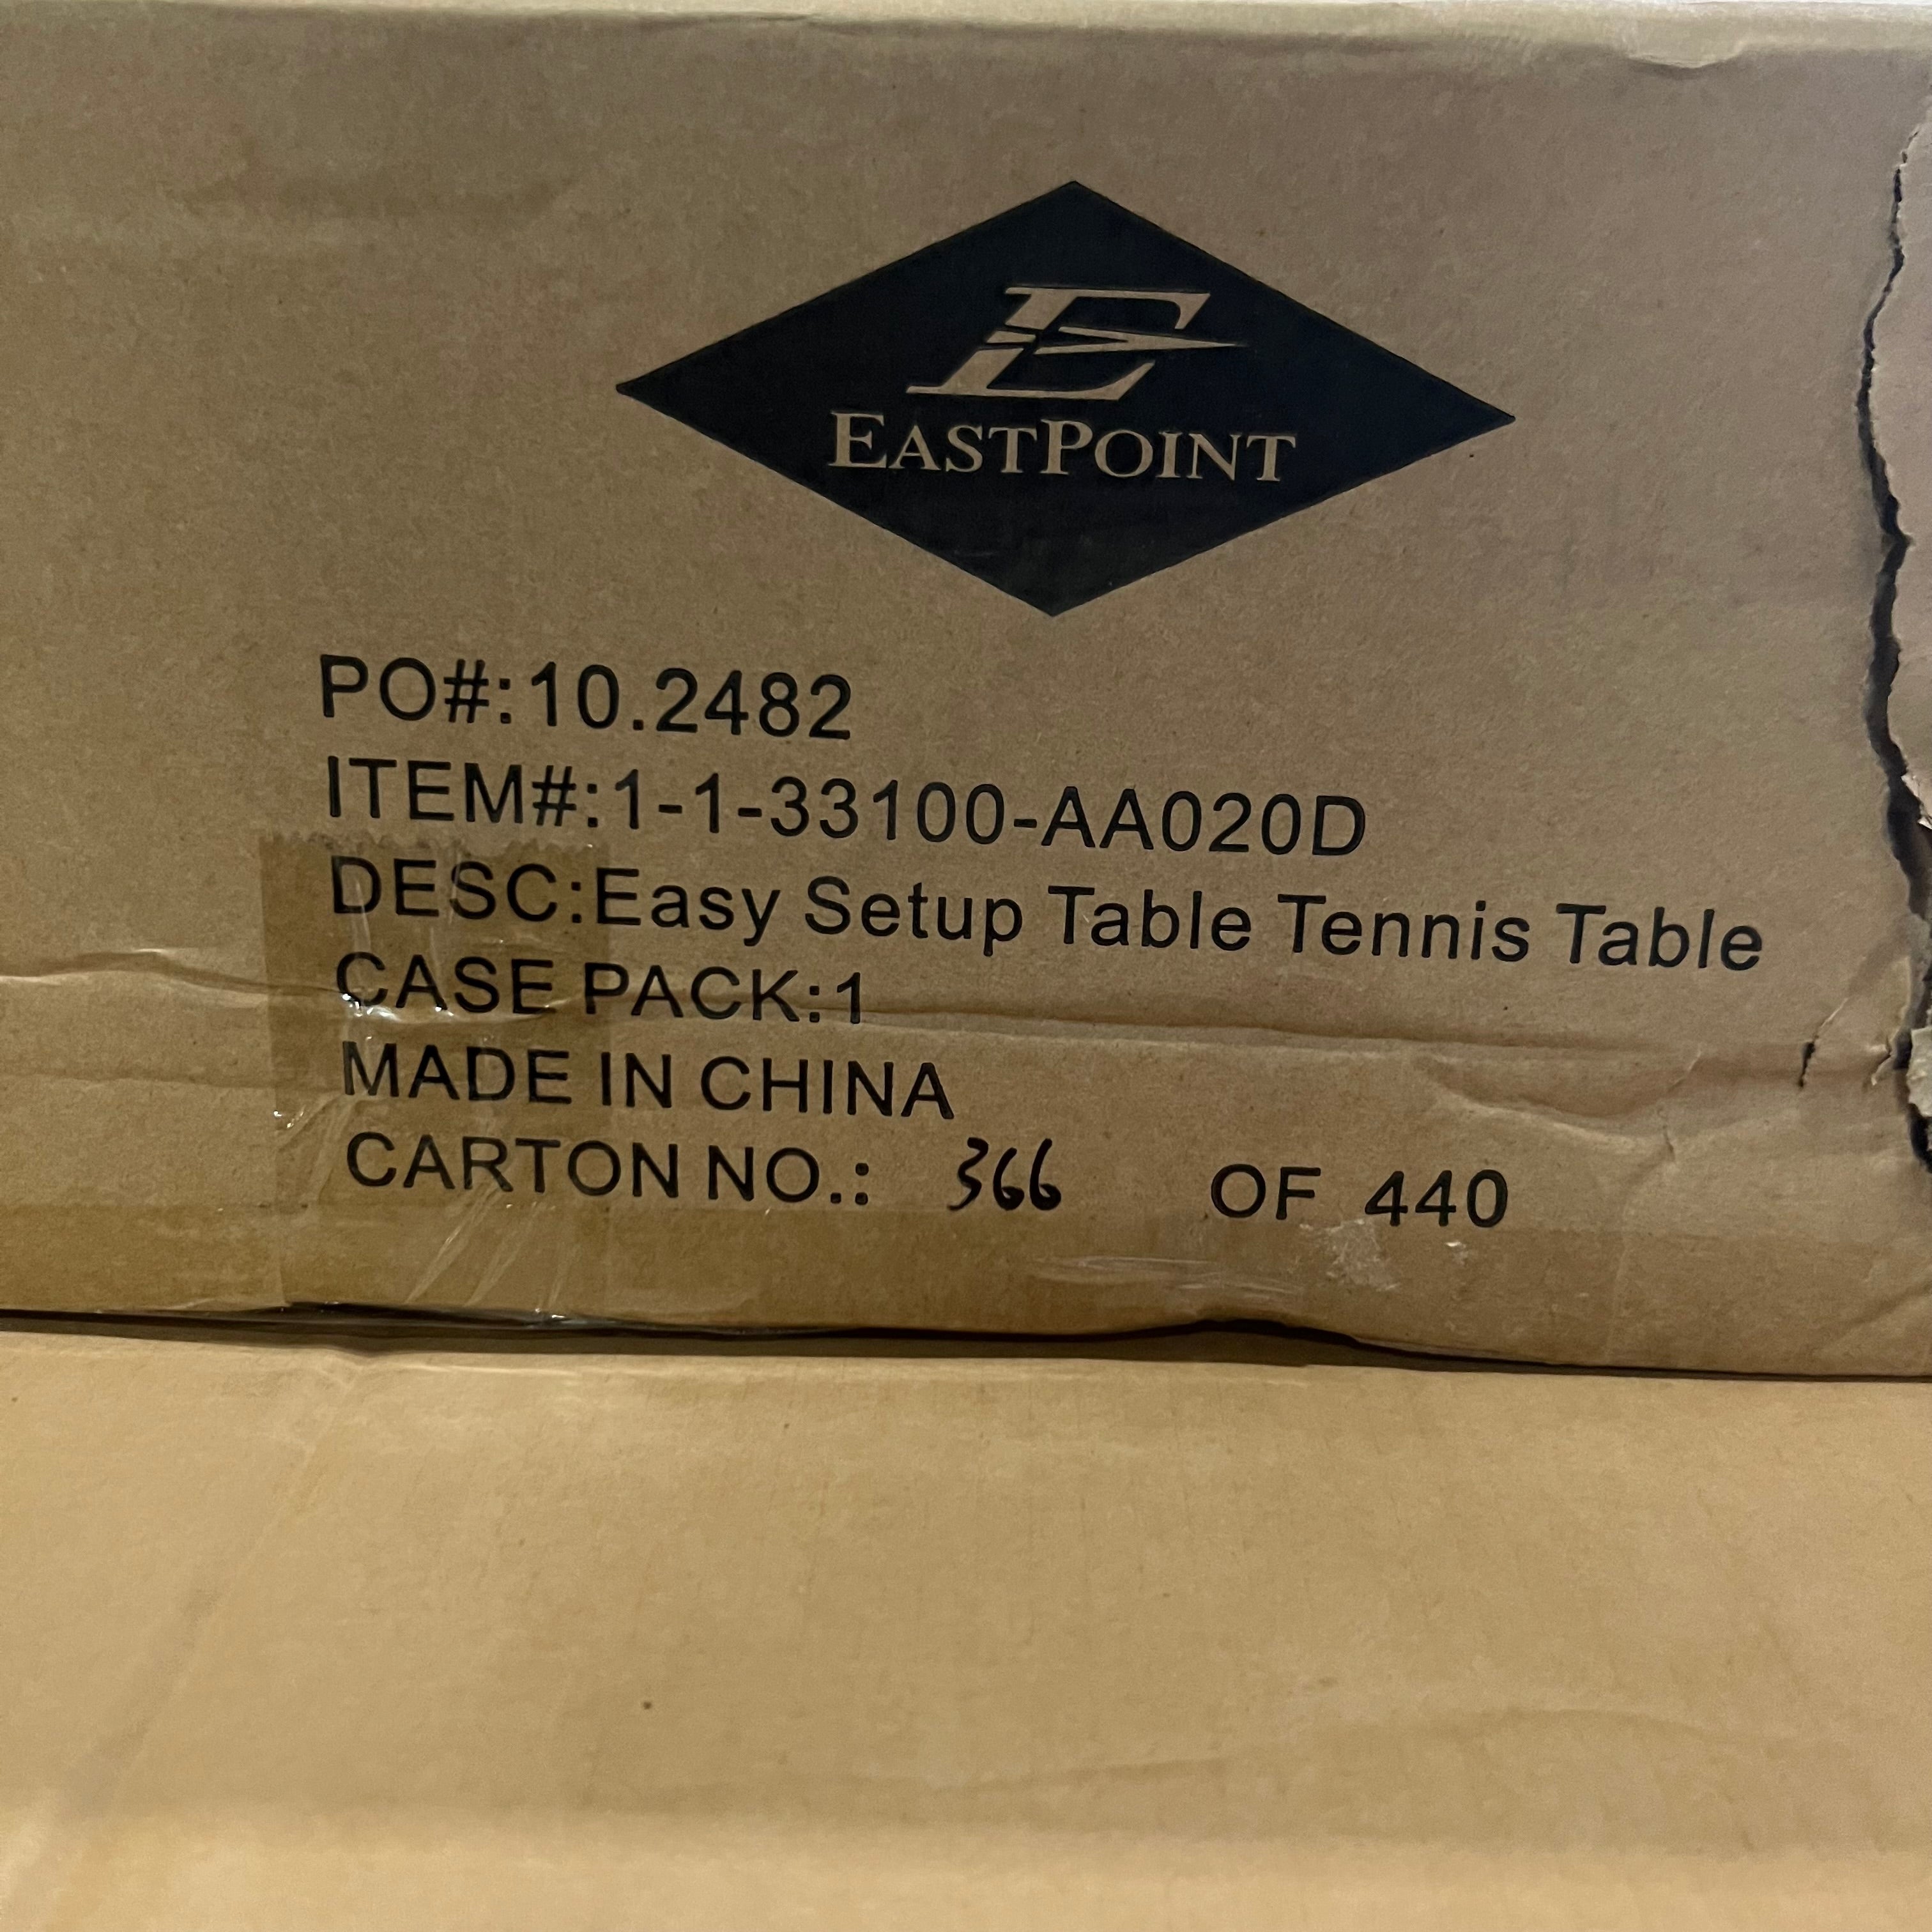 EASTPOINT
PO#:10.2482
ITEM#:1-1-33100-AA020D
DESC:Easy Setup Table Tennis Table
CASE PACK:1
MADE IN CHINA
CARTON NO.: 366 OF 440